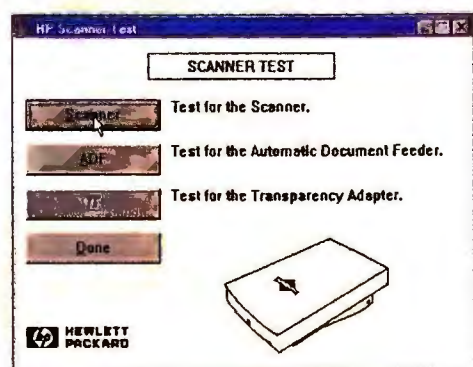 HP Scanner Test
SCANNER TEST
Scanner
Test for the Scanner.
ADF
Test for the Automatic Document Feeder.
Test for the Transparency Adapter.
Done
HEWLETT
PACKARD